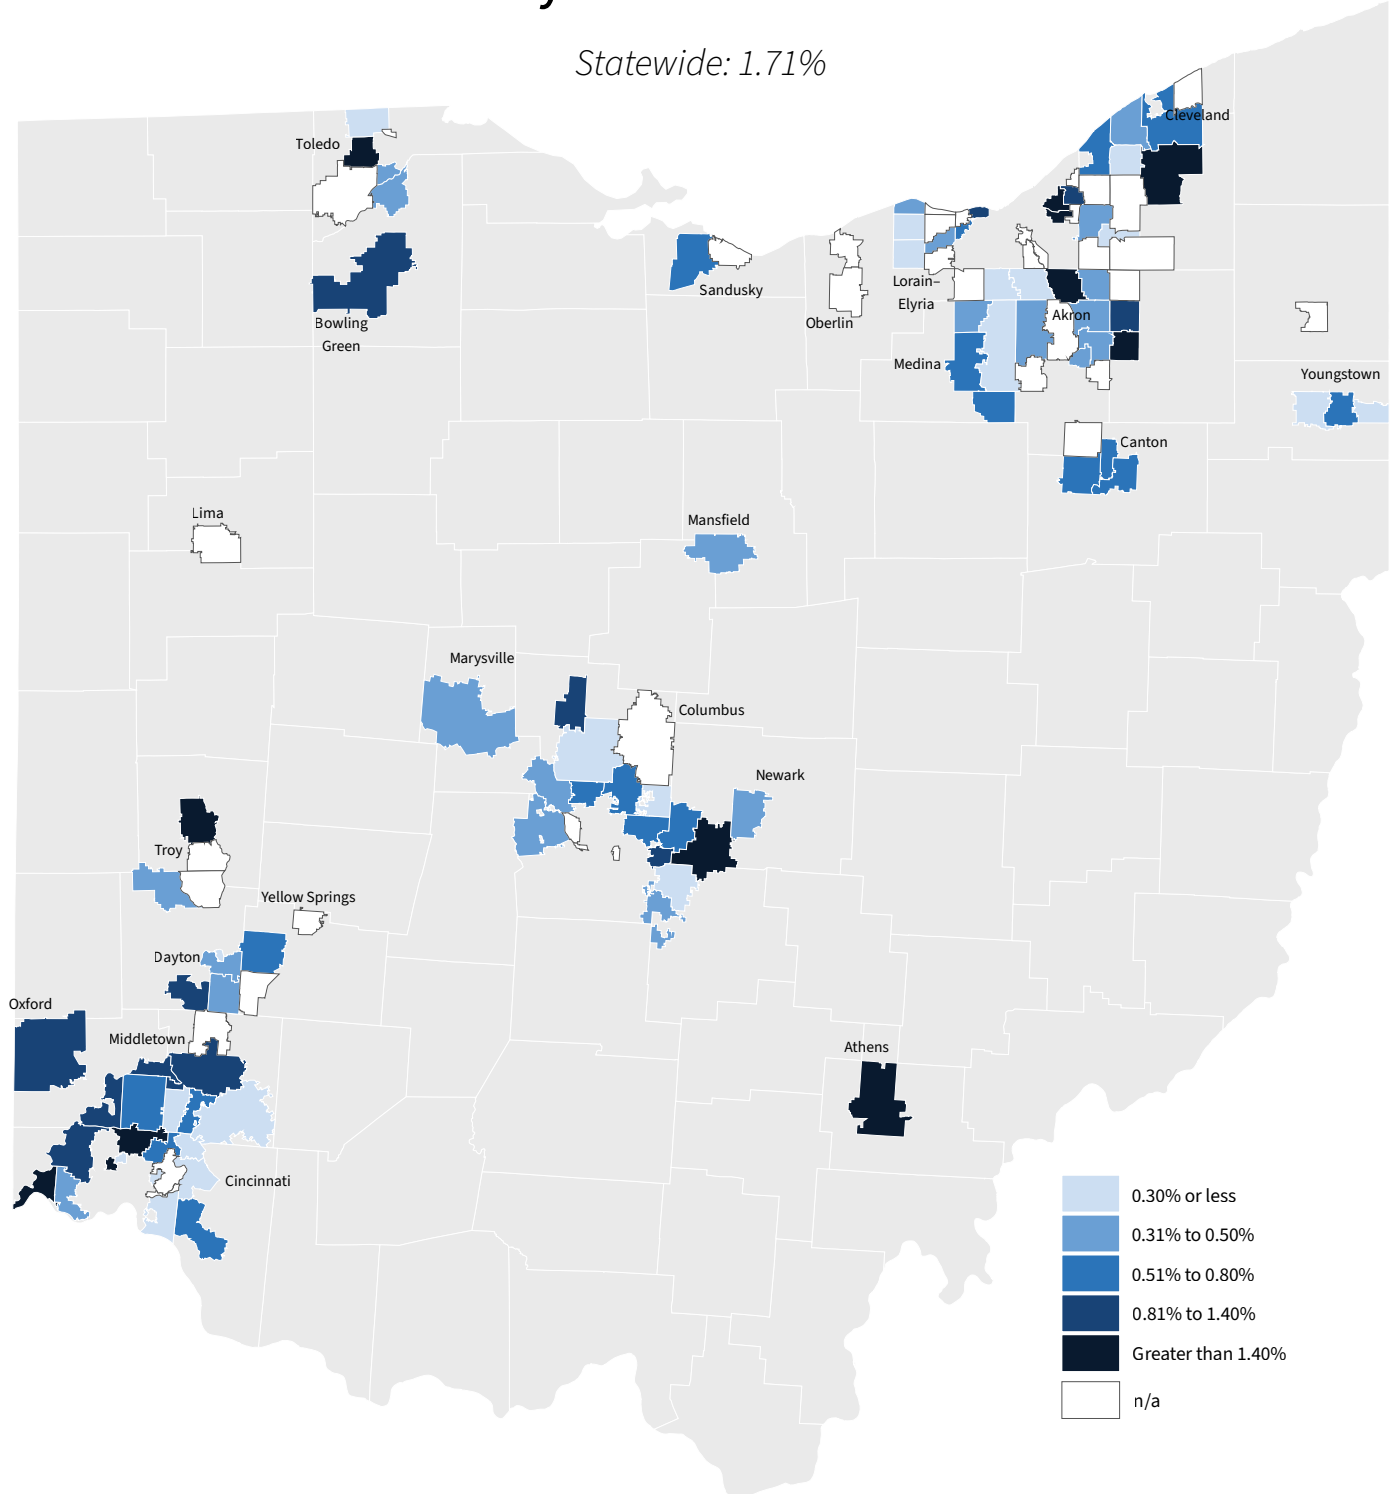 Statewide: 1.71%
Cleveland
Toledo
Lorain–
Elyria
Sandusky
Oberlin
Akron
Bowling
Green
Medina
Youngstown
Canton
Lima
Mansfield
Marysville
Columbus
Newark
Troy
Yellow Springs
Dayton
Oxford
Middletown
Athens
Cincinnati
0.30% or less
0.31% to 0.50%
0.51% to 0.80%
0.81% to 1.40%
Greater than 1.40%
n/a